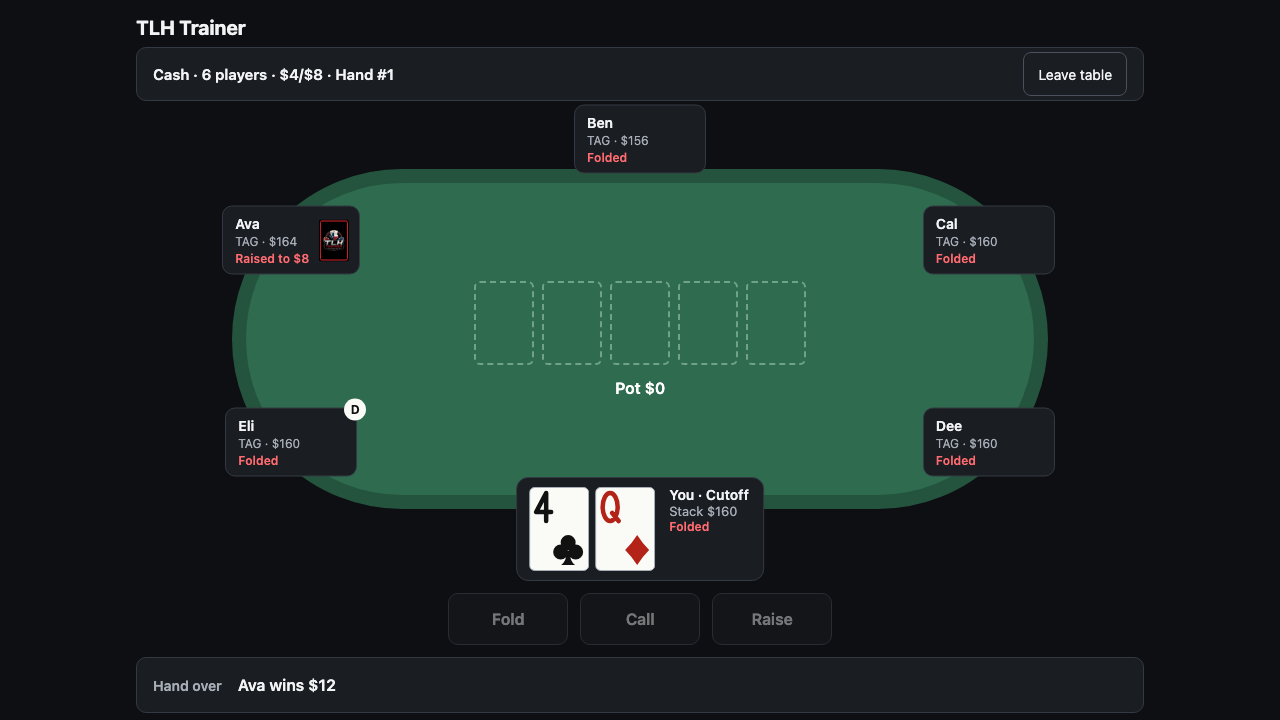 TLH Trainer
Cash · 6 players · $4/$8 · Hand #1
Leave table
Ben
TAG · $156
Folded
Ava
TAG · $164
Raised to $8
TLH
Cal
TAG · $160
Folded
Pot $0
Eli
TAG · $160
Folded
D
Dee
TAG · $160
Folded
4
Q
You · Cutoff
Stack $160
Folded
Fold
Call
Raise
Hand over
Ava wins $12